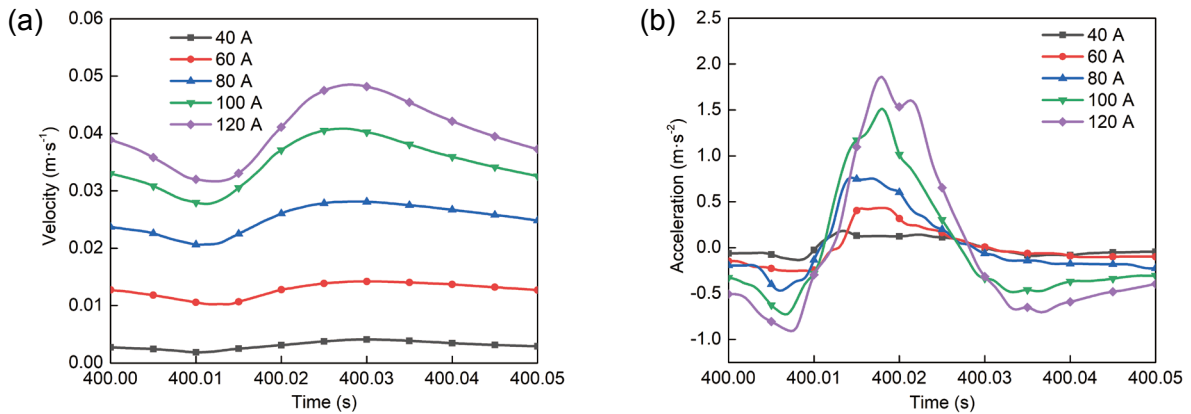 (a)
0.06
0.05
0.04
0.03
0.02
0.01
0.00
Velocity (m·s⁻¹)
40 A
60 A
80 A
100 A
120 A
400.00 400.01 400.02 400.03 400.04 400.05
Time (s)
(b)
2.5
2.0
1.5
1.0
0.5
0.0
-0.5
-1.0
Acceleration (m·s⁻²)
40 A
60 A
80 A
100 A
120 A
400.00 400.01 400.02 400.03 400.04 400.05
Time (s)